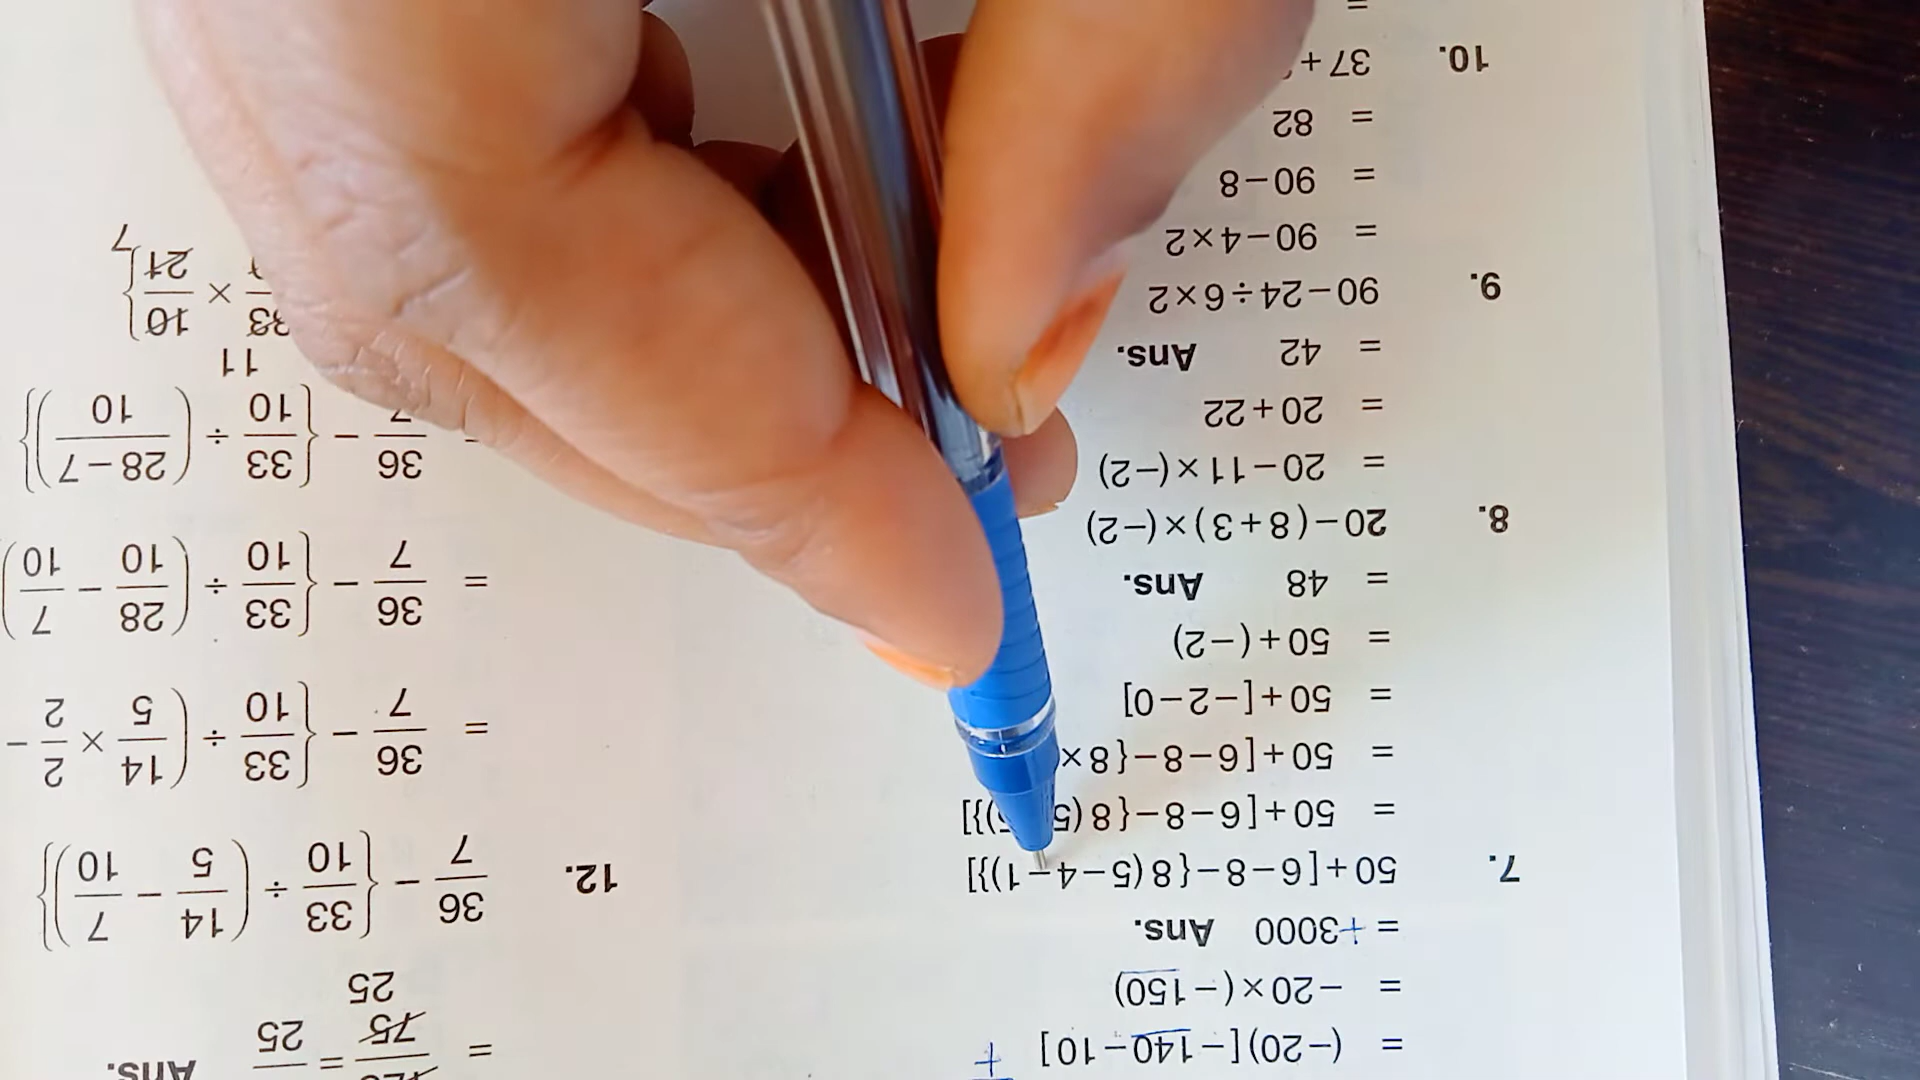 = (−20)[−140−10]
+
= −20×(−150)
= +3000 Ans.
7. 50+[6−8−{8(5−4−1)}]
= 50+[6−8−{8(5 5)}]
= 50+[6−8−{8×
= 50+[−2−0]
= 50+(−2)
= 48 Ans.
8. 20−(8+3)×(−2)
= 20−11×(−2)
= 20+22
= 42 Ans.
9. 90−24÷6×2
= 90−4×2
= 90−8
= 82
10. 37+
=
= 75 = 25 Ans.
25
12. 36/7 − {33/10 ÷ (14/5 − 7/10)}
= 36/7 − {33/10 ÷ (14/5 × 2/2 −
= 36/7 − {33/10 ÷ (28/10 − 7/10)
= 36/7 − {33/10 ÷ ((28−7)/10)}
11
33 × 10/21}
7